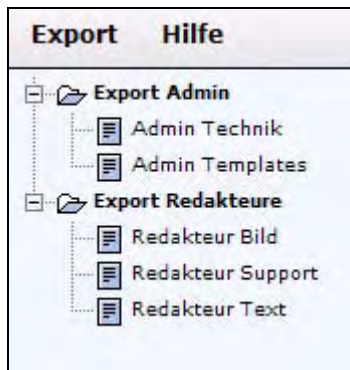 Export Hilfe
Export Admin
Admin Technik
Admin Templates
Export Redakteure
Redakteur Bild
Redakteur Support
Redakteur Text